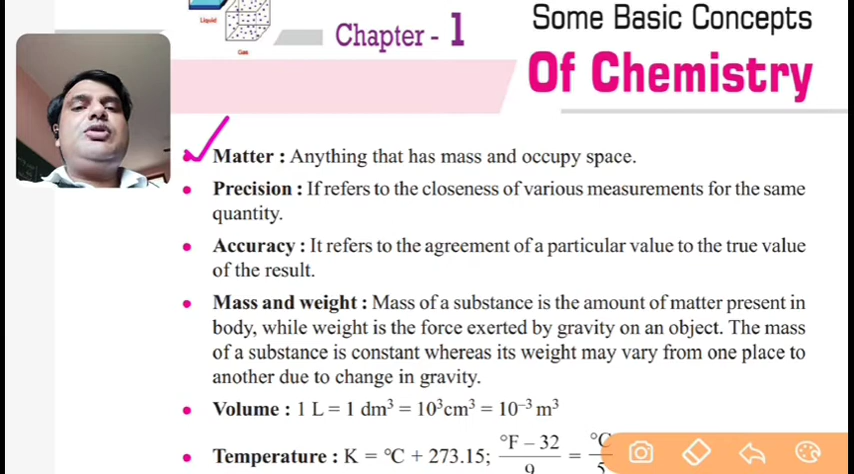 Liquid
Gas
Chapter - 1
Some Basic Concepts
Of Chemistry
• Matter : Anything that has mass and occupy space.
• Precision : If refers to the closeness of various measurements for the same
quantity.
• Accuracy : It refers to the agreement of a particular value to the true value
of the result.
• Mass and weight : Mass of a substance is the amount of matter present in
body, while weight is the force exerted by gravity on an object. The mass
of a substance is constant whereas its weight may vary from one place to
another due to change in gravity.
• Volume : 1 L = 1 dm³ = 10³cm³ = 10⁻³ m³
• Temperature : K = °C + 273.15; °F – 32 / 9 = °C / 5